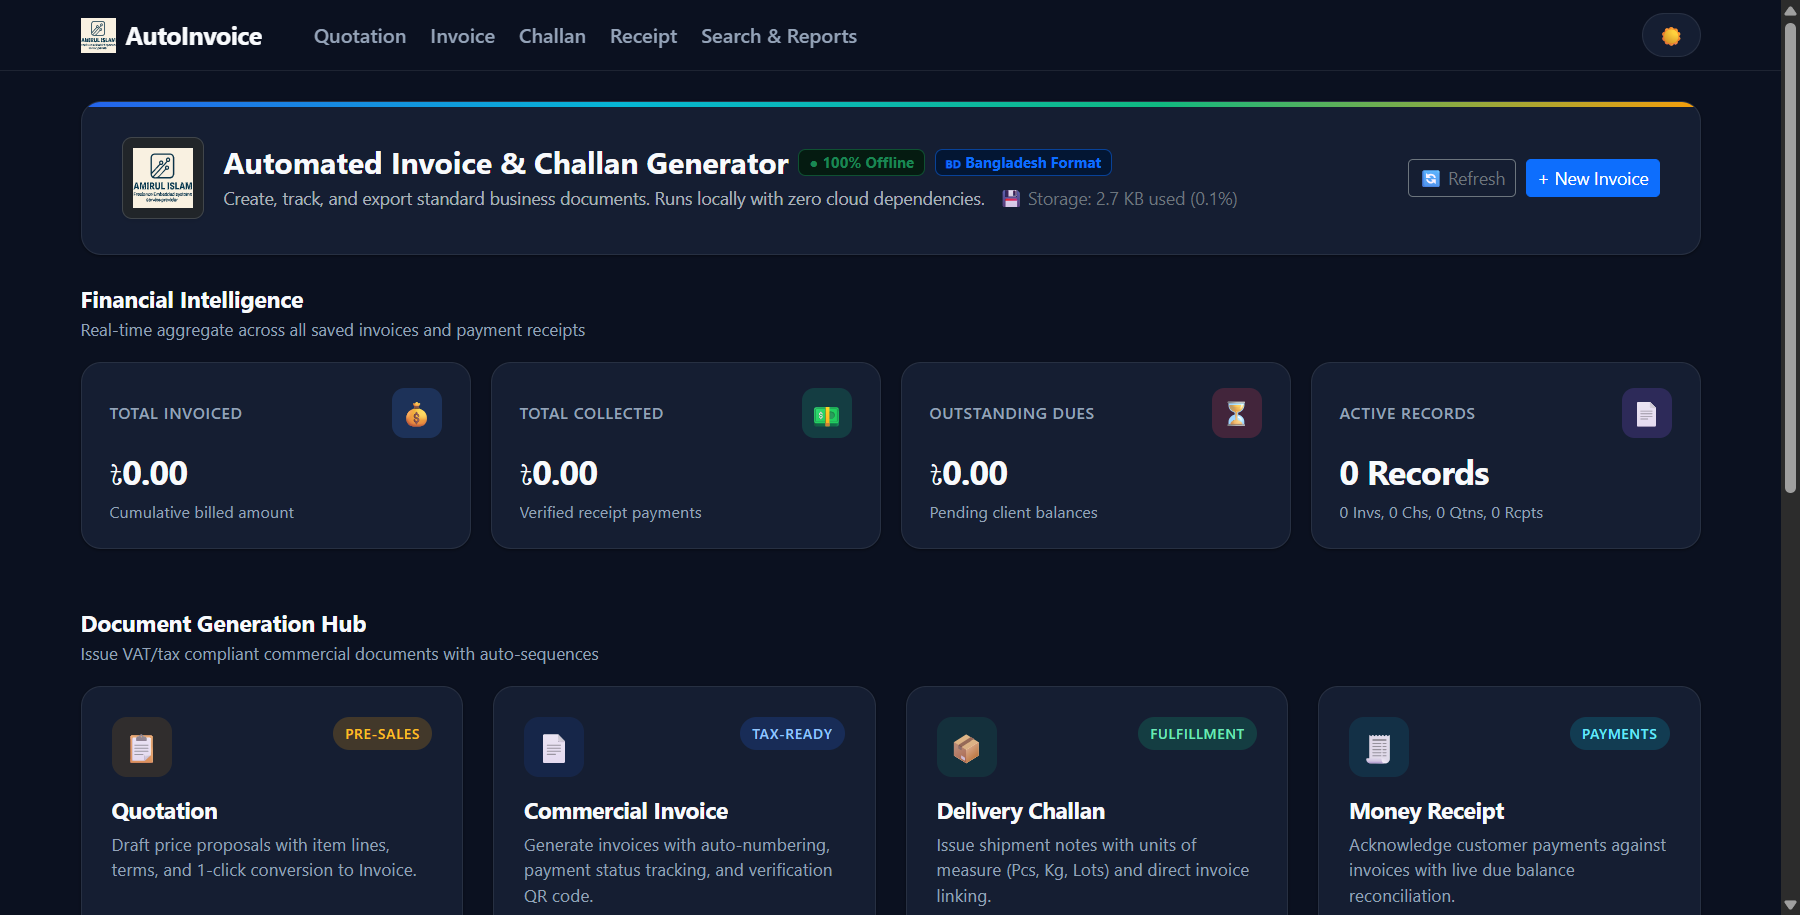 AutoInvoice
Quotation
Invoice
Challan
Receipt
Search & Reports
AMIRUL ISLAM
Automated Invoice & Challan Generator
100% Offline
BD Bangladesh Format
Create, track, and export standard business documents. Runs locally with zero cloud dependencies.
Storage: 2.7 KB used (0.1%)
Refresh
+ New Invoice
Financial Intelligence
Real-time aggregate across all saved invoices and payment receipts
TOTAL INVOICED
৳0.00
Cumulative billed amount
TOTAL COLLECTED
৳0.00
Verified receipt payments
OUTSTANDING DUES
৳0.00
Pending client balances
ACTIVE RECORDS
0 Records
0 Invs, 0 Chs, 0 Qtns, 0 Rcpts
Document Generation Hub
Issue VAT/tax compliant commercial documents with auto-sequences
PRE-SALES
Quotation
Draft price proposals with item lines,
terms, and 1-click conversion to Invoice.
TAX-READY
Commercial Invoice
Generate invoices with auto-numbering,
payment status tracking, and verification
QR code.
FULFILLMENT
Delivery Challan
Issue shipment notes with units of
measure (Pcs, Kg, Lots) and direct invoice
linking.
PAYMENTS
Money Receipt
Acknowledge customer payments against
invoices with live due balance
reconciliation.